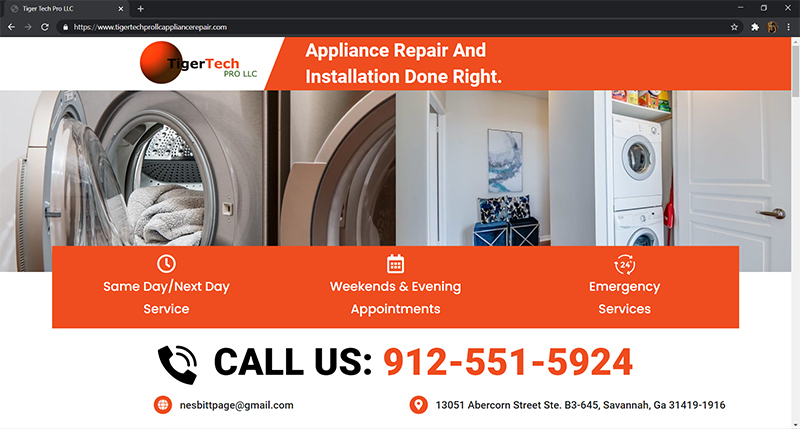 Tiger Tech Pro LLC
https://www.tigertechprollcappliancerepair.com
TigerTech
PRO LLC
Appliance Repair And
Installation Done Right.
Same Day/Next Day
Service
Weekends & Evening
Appointments
24
Emergency
Services
CALL US: 912-551-5924
nesbittpage@gmail.com
13051 Abercorn Street Ste. B3-645, Savannah, Ga 31419-1916